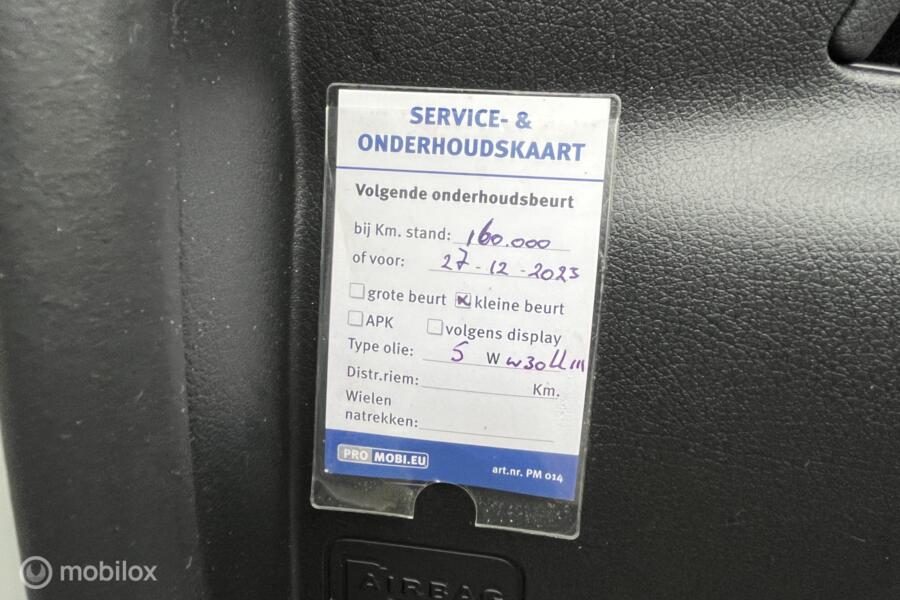 SERVICE- &
ONDERHOUDSKAART
Volgende onderhoudsbeurt
bij Km. stand: 160.000
of voor: 27-12-2023
grote beurt kleine beurt
APK volgens display
Type olie: 5 W w30
Distr.riem: Km.
Wielen
natrekken:
PRO MOBI.EU
art.nr. PM 014
AIRBAG
mobilox